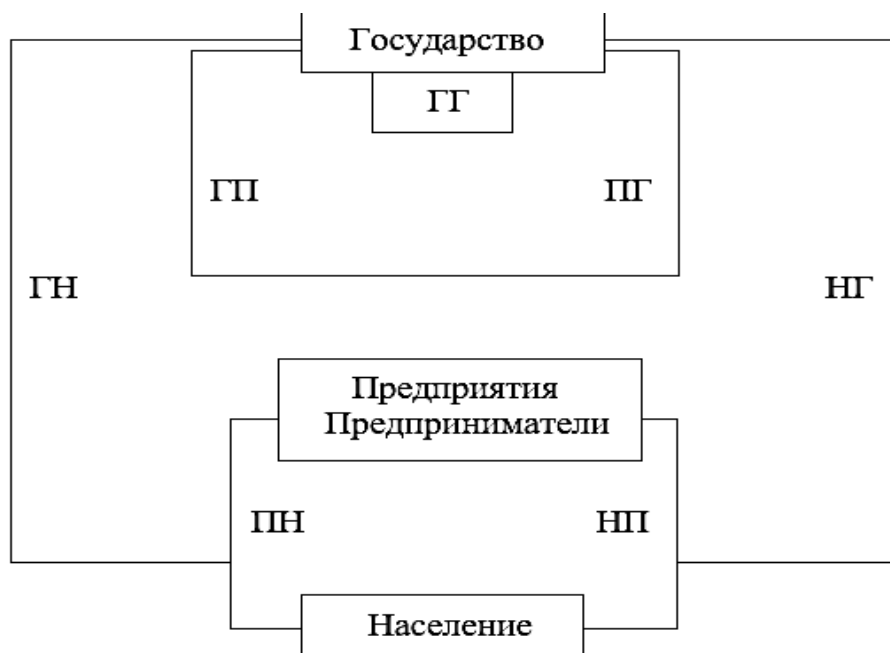 Государство
ГГ
ГП ПГ
ГН НГ
Предприятия
Предприниматели
ПН НП
Население